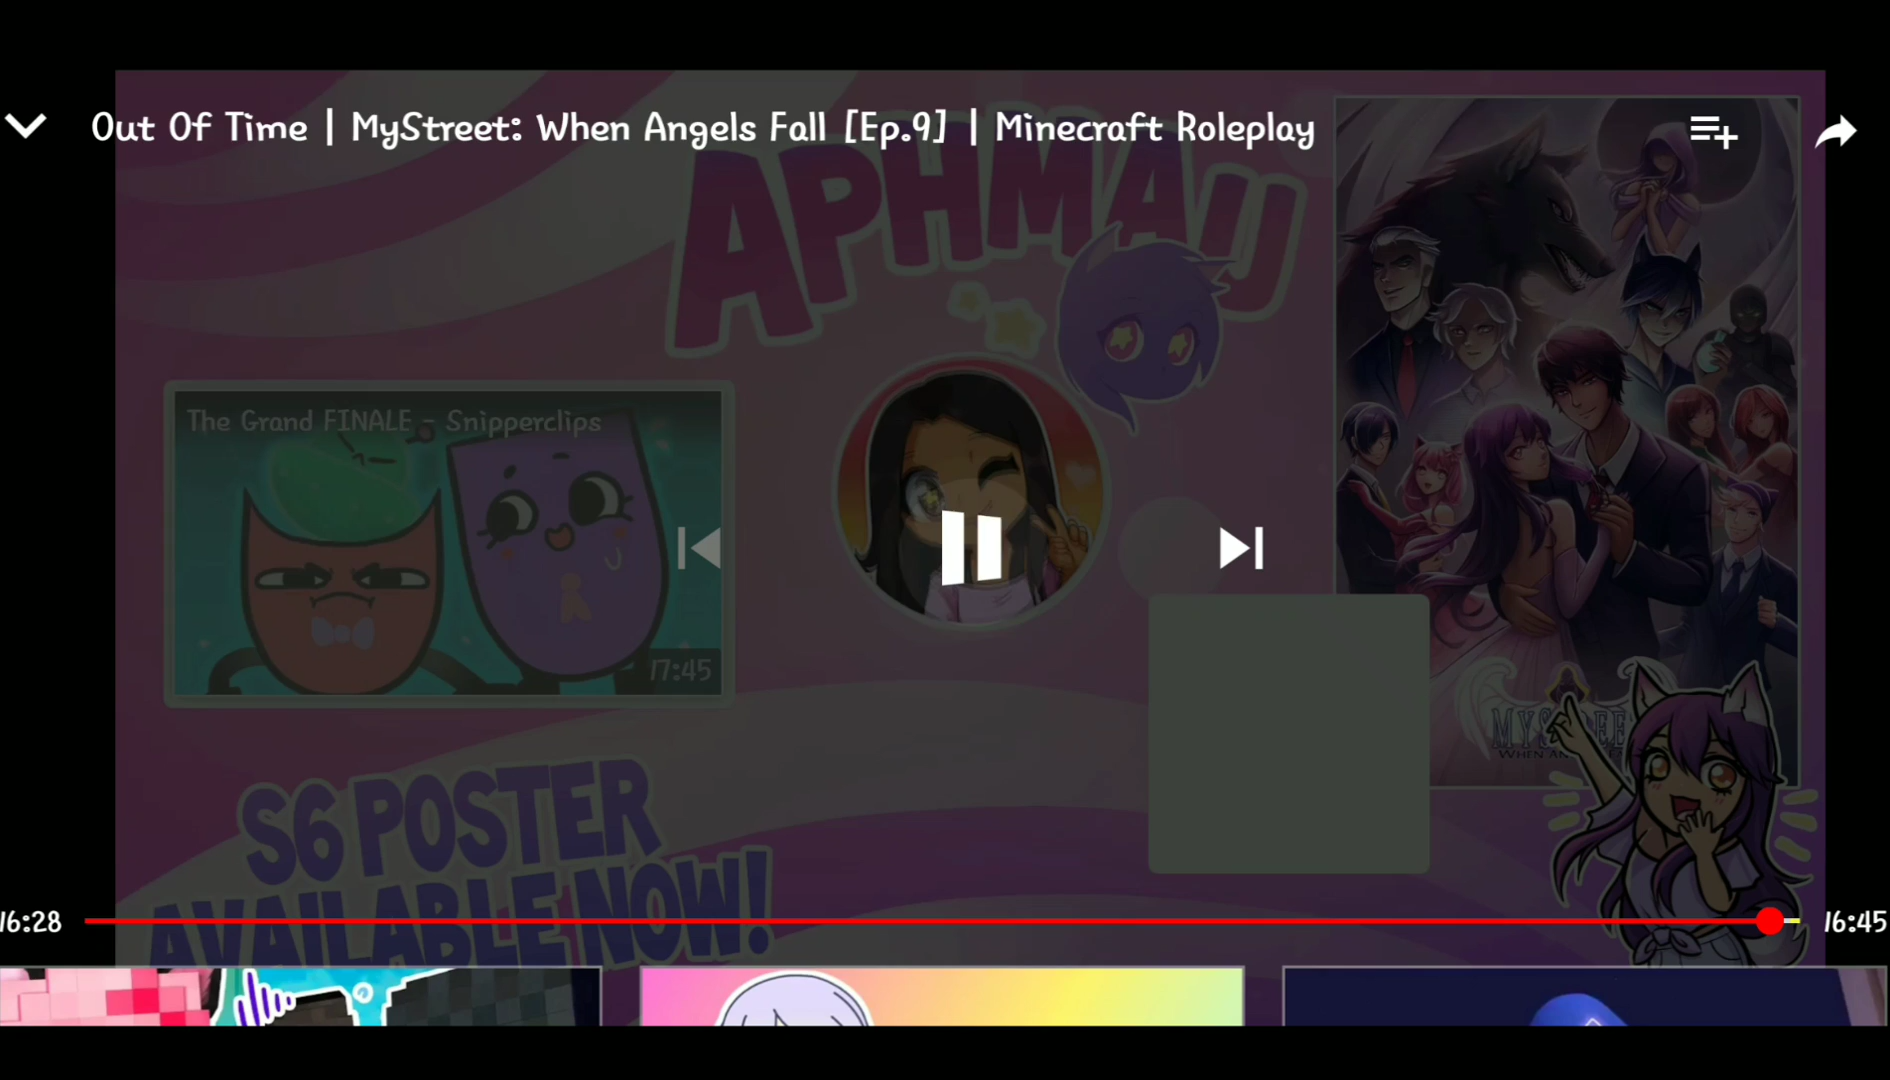 Out Of Time | MyStreet: When Angels Fall [Ep.9] | Minecraft Roleplay
APHMAU
The Grand FINALE - Snipperclips
17:45
S6 POSTER
AVAILABLE NOW!
16:28
16:45